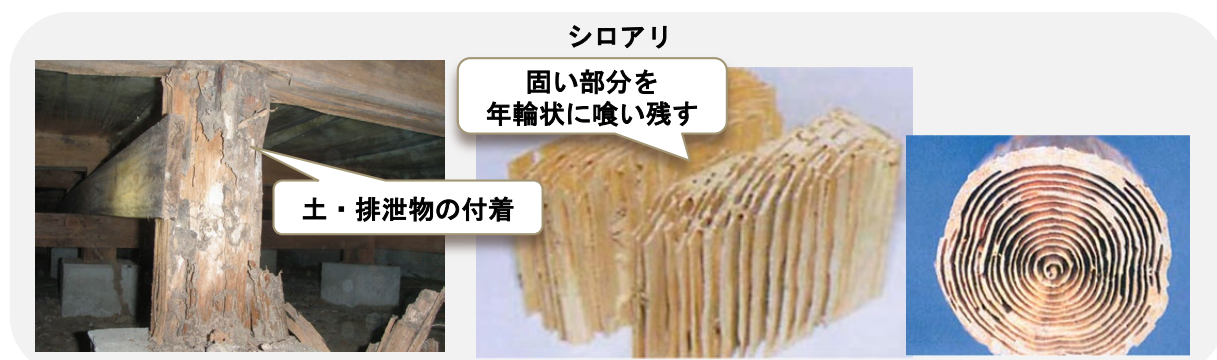 シロアリ
固い部分を
年輪状に喰い残す
土・排泄物の付着